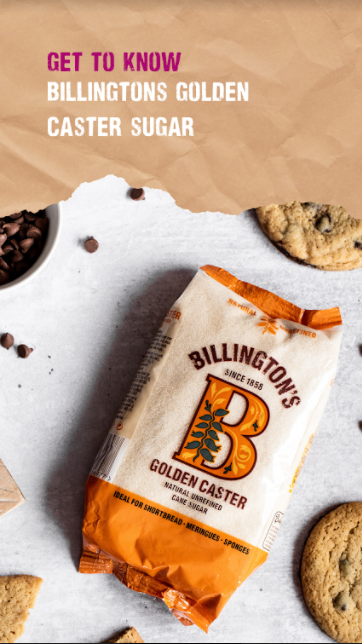 GET TO KNOW
BILLINGTONS GOLDEN
CASTER SUGAR
BILLINGTON'S
SINCE 1858
B
GOLDEN CASTER
NATURAL UNREFINED
CANE SUGAR
IDEAL FOR SHORTBREAD • MERINGUES • SPONGES